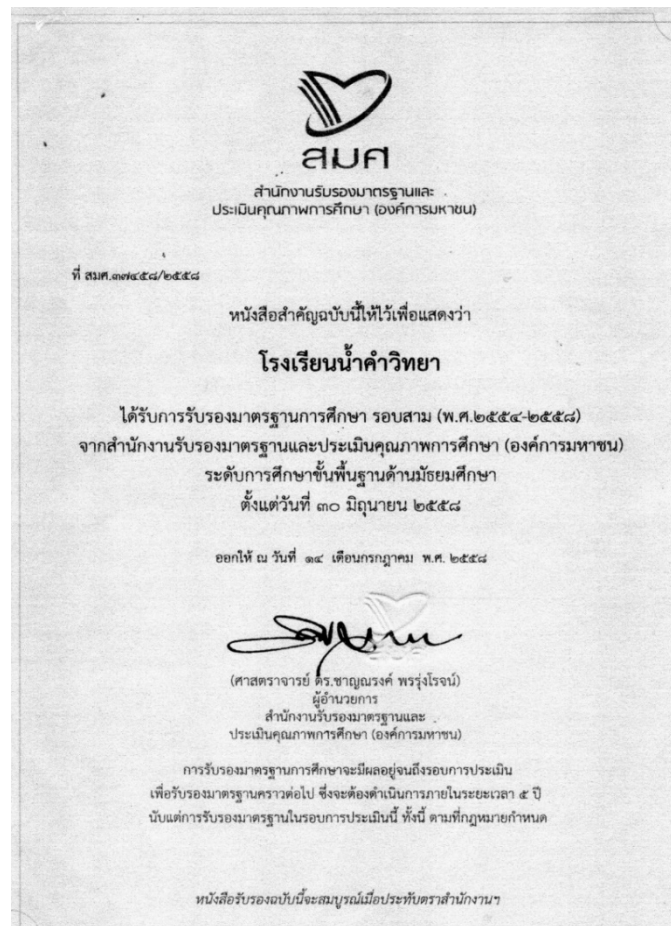 สมศ
สำนักงานรับรองมาตรฐานและ
ประเมินคุณภาพการศึกษา (องค์การมหาชน)
ที่ สมศ.๓๗๔๕๘/๒๕๕๘
หนังสือสำคัญฉบับนี้ให้ไว้เพื่อแสดงว่า
โรงเรียนน้ำคำวิทยา
ได้รับการรับรองมาตรฐานการศึกษา รอบสาม (พ.ศ.๒๕๕๔-๒๕๕๘)
จากสำนักงานรับรองมาตรฐานและประเมินคุณภาพการศึกษา (องค์การมหาชน)
ระดับการศึกษาขั้นพื้นฐานด้านมัธยมศึกษา
ตั้งแต่วันที่ ๓๐ มิถุนายน ๒๕๕๘
ออกให้ ณ วันที่ ๑๔ เดือนกรกฎาคม พ.ศ. ๒๕๕๘
(ศาสตราจารย์ ดร.ชาญณรงค์ พรรุ่งโรจน์)
ผู้อำนวยการ
สำนักงานรับรองมาตรฐานและ
ประเมินคุณภาพการศึกษา (องค์การมหาชน)
การรับรองมาตรฐานการศึกษาจะมีผลอยู่จนถึงรอบการประเมิน
เพื่อรับรองมาตรฐานคราวต่อไป ซึ่งจะต้องดำเนินการภายในระยะเวลา ๕ ปี
นับแต่การรับรองมาตรฐานในรอบการประเมินนี้ ทั้งนี้ ตามที่กฎหมายกำหนด
หนังสือรับรองฉบับนี้จะสมบูรณ์เมื่อประทับตราสำนักงานฯ